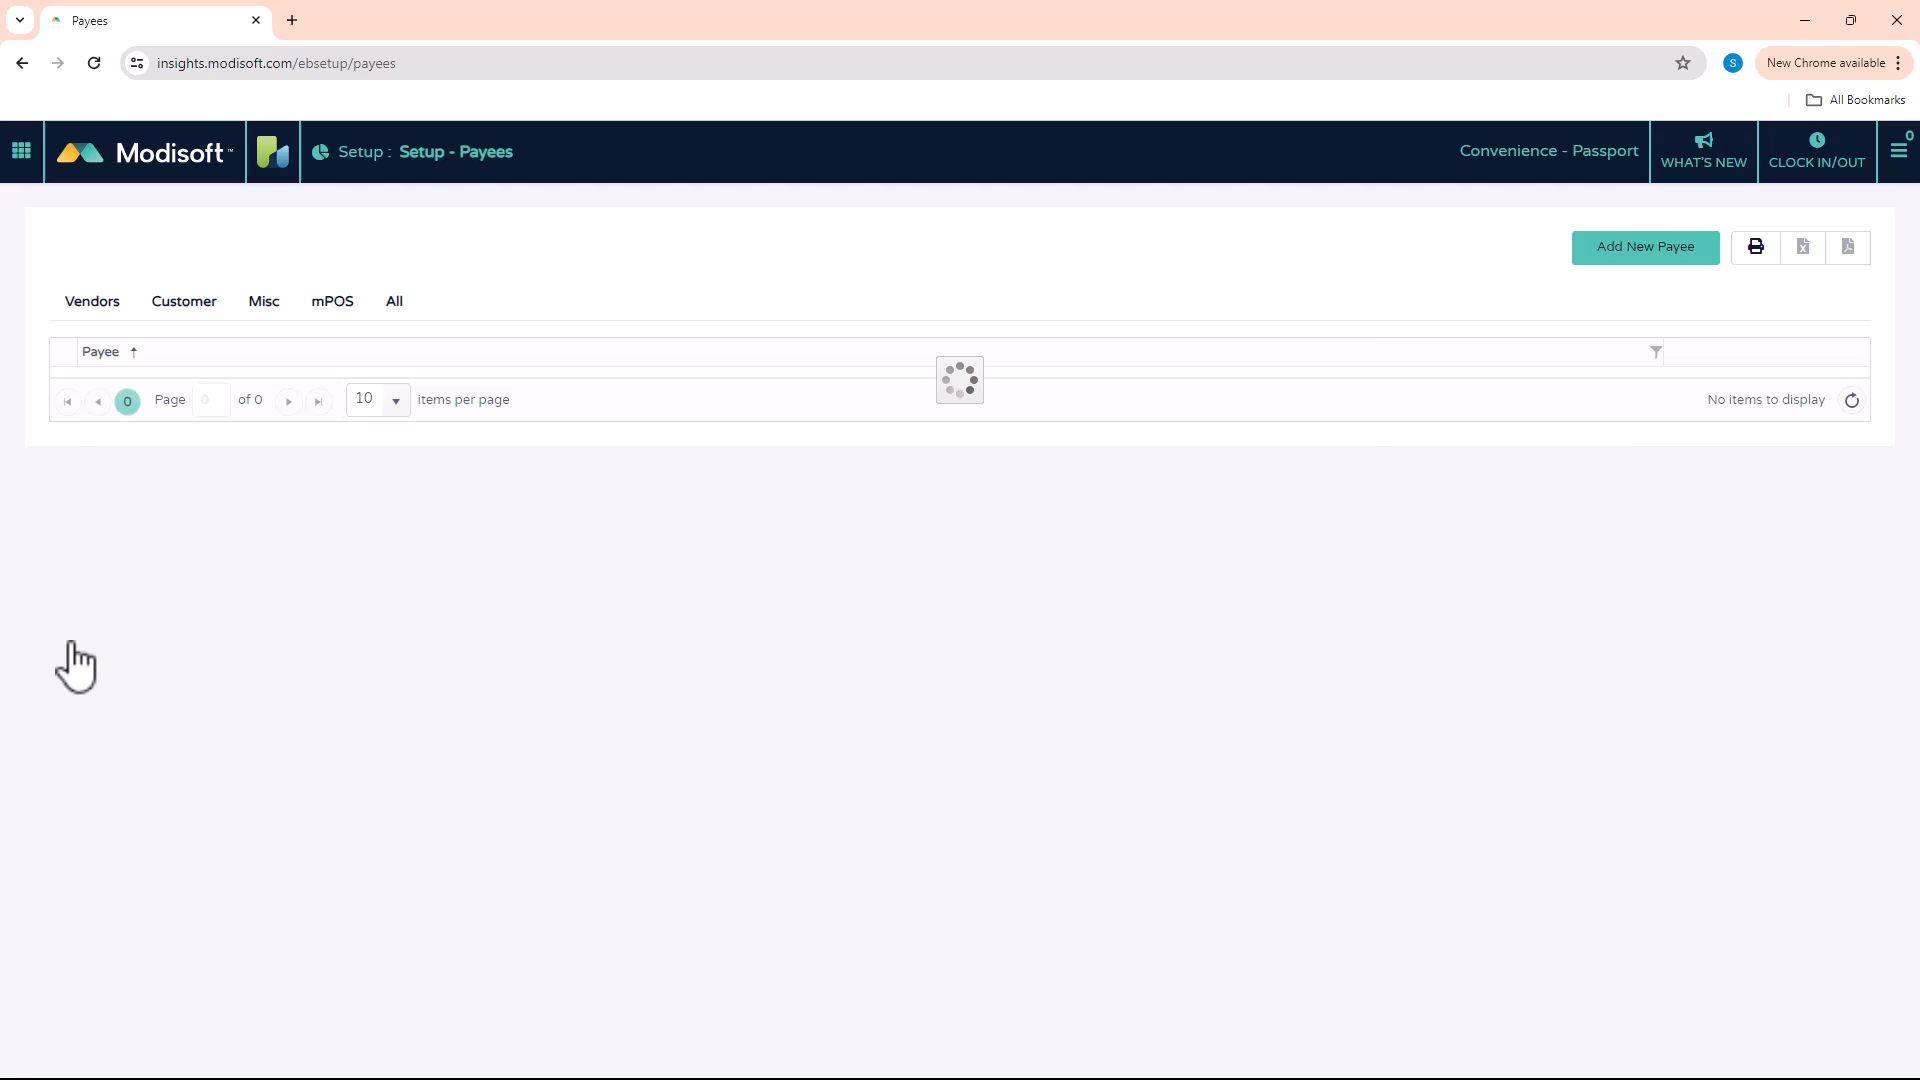 Payees
insights.modisoft.com/ebsetup/payees
S
New Chrome available
All Bookmarks
Modisoft™
Setup : Setup - Payees
Convenience - Passport
WHAT'S NEW
CLOCK IN/OUT
0
Add New Payee
Vendors
Customer
Misc
mPOS
All
Payee
0
Page
0
of 0
10
items per page
No items to display